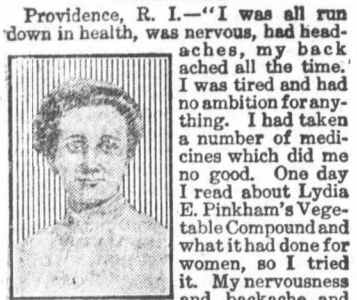 Providence, R. I.—"I was all run
down in health, was nervous, had head-
aches, my back
ached all the time.
I was tired and had
no ambition for any-
thing. I had taken
a number of medi-
cines which did me
no good. One day
I read about Lydia
E. Pinkham's Vege-
table Compound and
what it had done for
women, so I tried
it. My nervousness
and backache and